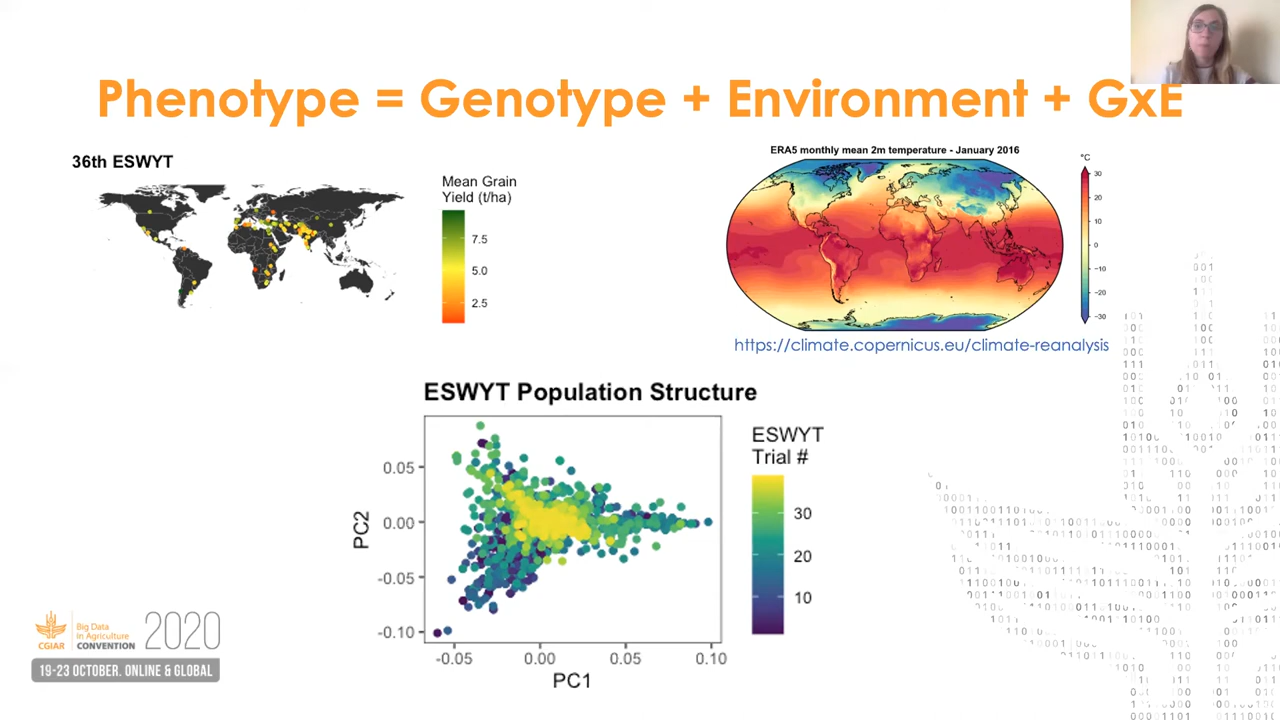 Phenotype = Genotype + Environment + GxE
36th ESWYT
Mean Grain
Yield (t/ha)
7.5
5.0
2.5
ERA5 monthly mean 2m temperature - January 2016
°C
30
20
10
0
−10
−20
−30
https://climate.copernicus.eu/climate-reanalysis
ESWYT Population Structure
PC2
0.05
0.00
-0.05
-0.10
-0.05
0.00
0.05
0.10
PC1
ESWYT
Trial #
30
20
10
CGIAR
Big Data
In Agriculture
CONVENTION
2020
19-23 OCTOBER. ONLINE & GLOBAL